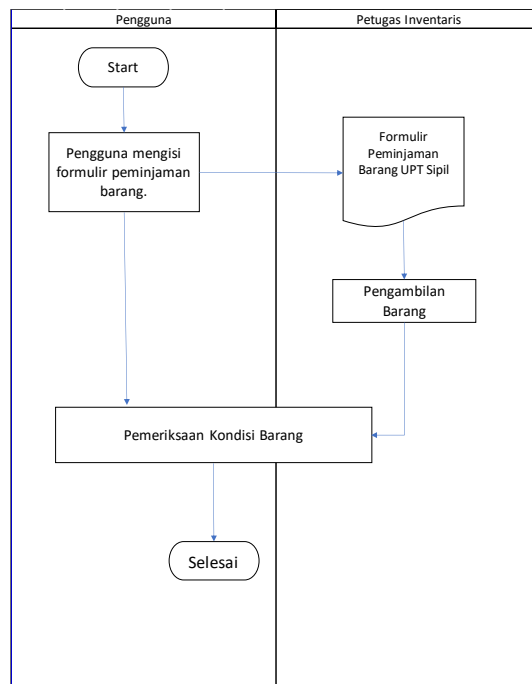 Pengguna
Petugas Inventaris
Start
Pengguna mengisi
formulir peminjaman
barang.
Formulir
Peminjaman
Barang UPT Sipil
Pengambilan
Barang
Pemeriksaan Kondisi Barang
Selesai